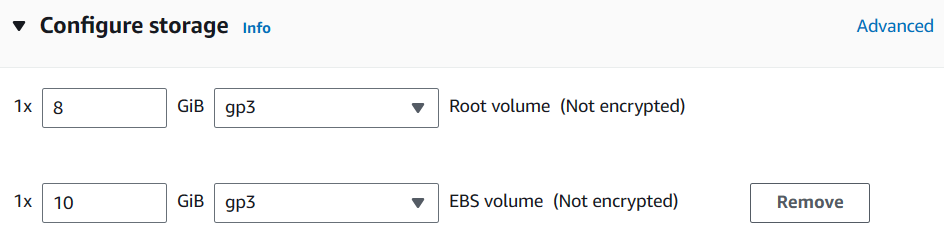 Configure storage Info Advanced
1x 8 GiB gp3 Root volume (Not encrypted)
1x 10 GiB gp3 EBS volume (Not encrypted) Remove